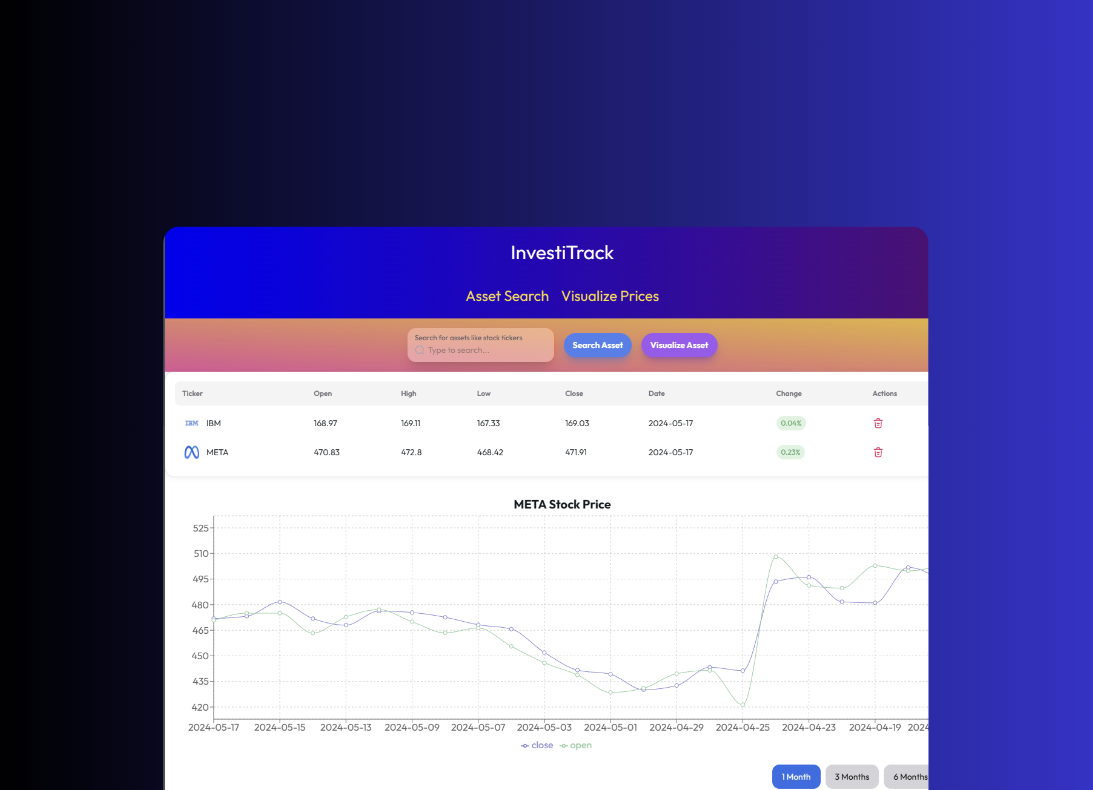 InvestiTrack
Asset Search Visualize Prices
Search for assets like stock tickers
Type to search...
Search Asset Visualize Asset
Ticker Open High Low Close Date Change Actions
IBM IBM 168.97 169.11 167.33 169.03 2024-05-17 0.04%
META 470.83 472.8 468.42 471.91 2024-05-17 0.23%
META Stock Price
525
510
495
480
465
450
435
420
2024-05-17 2024-05-15 2024-05-13 2024-05-09 2024-05-07 2024-05-03 2024-05-01 2024-04-29 2024-04-25 2024-04-23 2024-04-19 2024
close open
1 Month 3 Months 6 Months